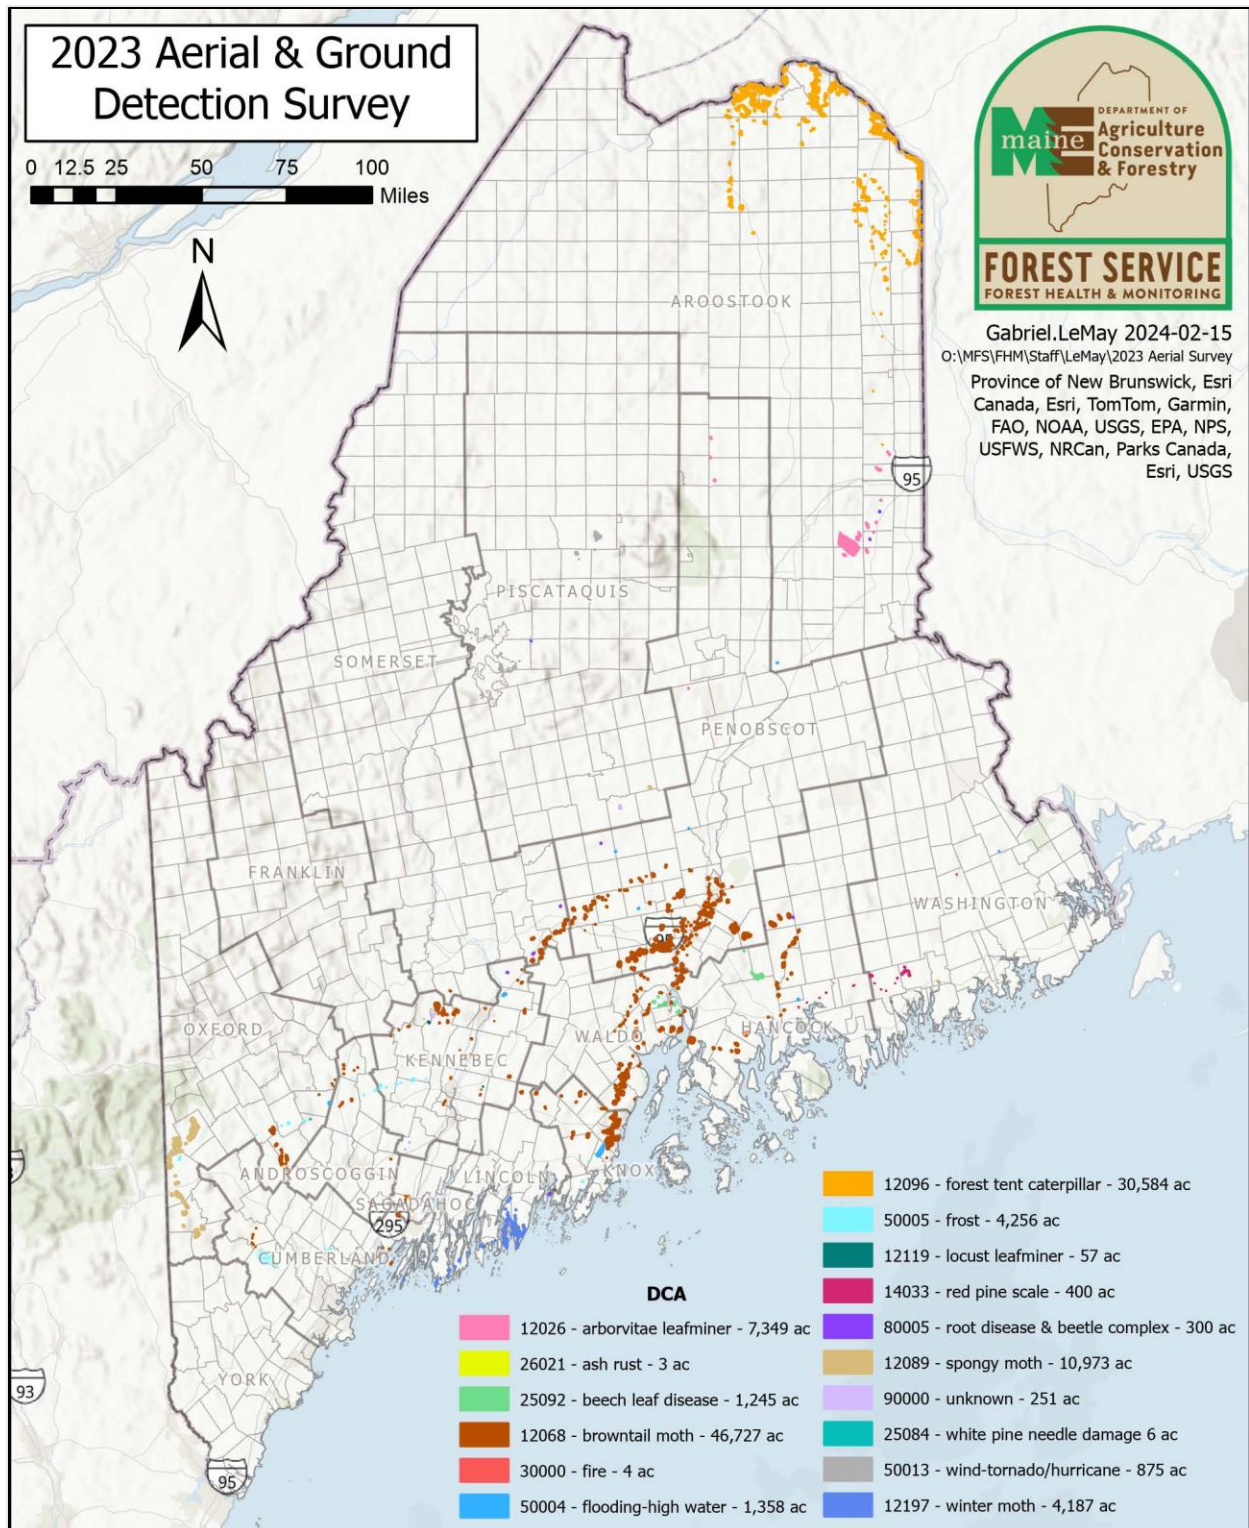 2023 Aerial & Ground
Detection Survey
0 12.5 25 50 75 100
Miles
N
maine
DEPARTMENT OF
Agriculture
Conservation
& Forestry
FOREST SERVICE
FOREST HEALTH & MONITORING
Gabriel.LeMay 2024-02-15
O:\MFS\FHM\Staff\LeMay\2023 Aerial Survey
Province of New Brunswick, Esri
Canada, Esri, TomTom, Garmin,
FAO, NOAA, USGS, EPA, NPS,
USFWS, NRCan, Parks Canada,
Esri, USGS
AROOSTOOK
95
PISCATAQUIS
SOMERSET
PENOBSCOT
FRANKLIN
WASHINGTON
95
OXFORD
HANCOCK
WALDO
KENNEBEC
ANDROSCOGGIN
LINCOLN
KNOX
SAGADAHOC
295
CUMBERLAND
YORK
93
95
DCA
12026 - arborvitae leafminer - 7,349 ac
26021 - ash rust - 3 ac
25092 - beech leaf disease - 1,245 ac
12068 - browntail moth - 46,727 ac
30000 - fire - 4 ac
50004 - flooding-high water - 1,358 ac
12096 - forest tent caterpillar - 30,584 ac
50005 - frost - 4,256 ac
12119 - locust leafminer - 57 ac
14033 - red pine scale - 400 ac
80005 - root disease & beetle complex - 300 ac
12089 - spongy moth - 10,973 ac
90000 - unknown - 251 ac
25084 - white pine needle damage 6 ac
50013 - wind-tornado/hurricane - 875 ac
12197 - winter moth - 4,187 ac